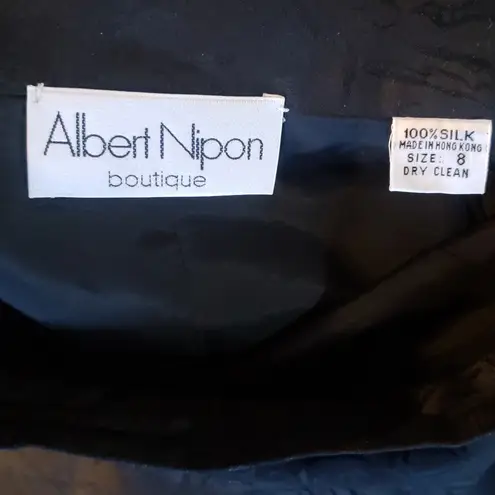 Albert Nipon
boutique
100% SILK
MADE IN HONG KONG
SIZE: 8
DRY CLEAN